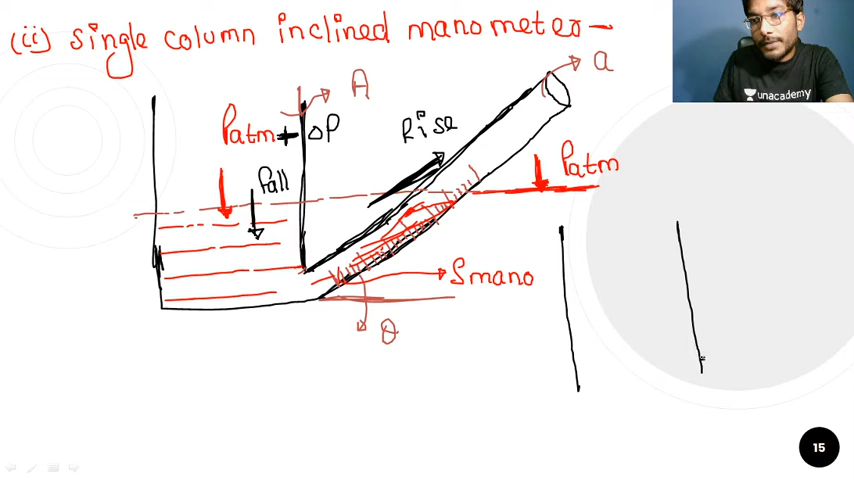 (ii) Single column inclined manometer-
A
a
Patm+ ΔP
Rise
Patm
fall
Smano
θ
unacademy
15